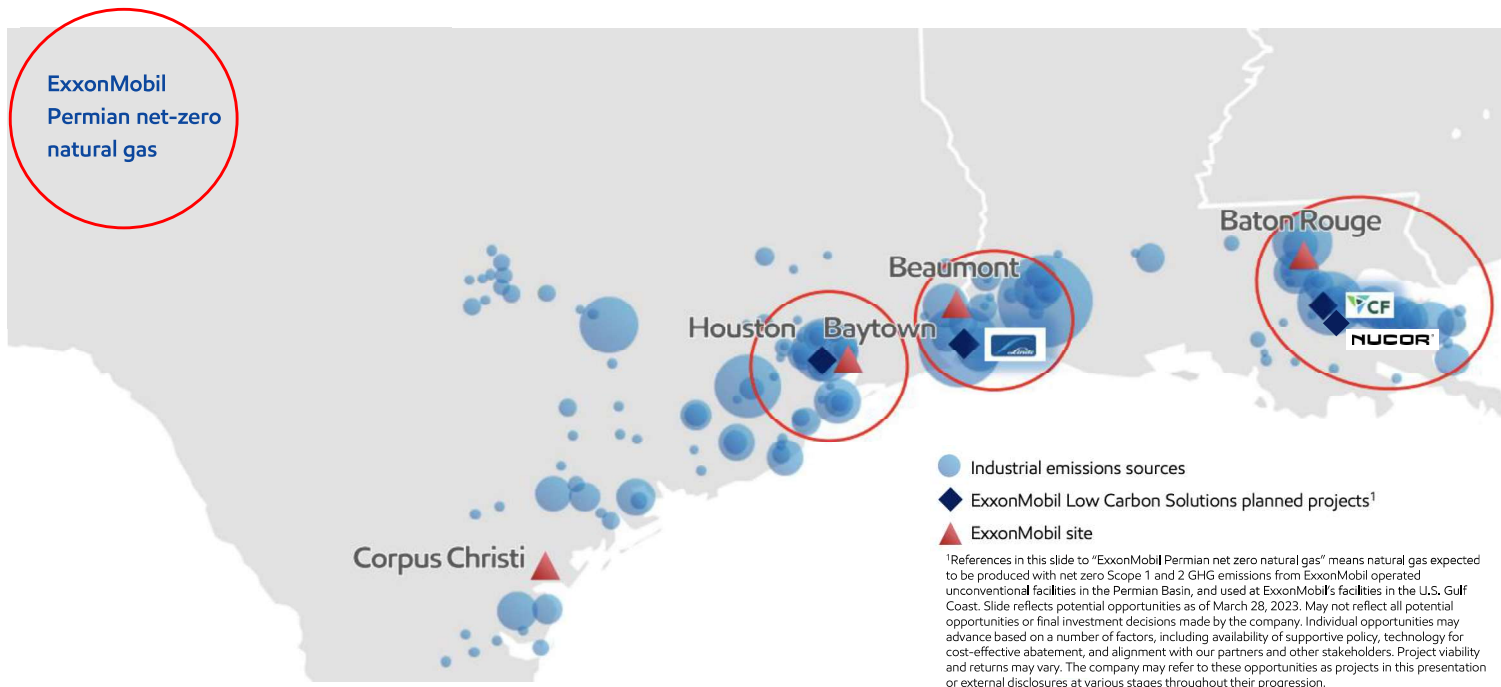 ExxonMobil
Permian net-zero
natural gas
Baton Rouge
Beaumont
CF
Houston
Baytown
Linde
NUCOR
Corpus Christi
Industrial emissions sources
ExxonMobil Low Carbon Solutions planned projects¹
ExxonMobil site
¹References in this slide to “ExxonMobil Permian net zero natural gas” means natural gas expected
to be produced with net zero Scope 1 and 2 GHG emissions from ExxonMobil operated
unconventional facilities in the Permian Basin, and used at ExxonMobil’s facilities in the U.S. Gulf
Coast. Slide reflects potential opportunities as of March 28, 2023. May not reflect all potential
opportunities or final investment decisions made by the company. Individual opportunities may
advance based on a number of factors, including availability of supportive policy, technology for
cost-effective abatement, and alignment with our partners and other stakeholders. Project viability
and returns may vary. The company may refer to these opportunities as projects in this presentation
or external disclosures at various stages throughout their progression.